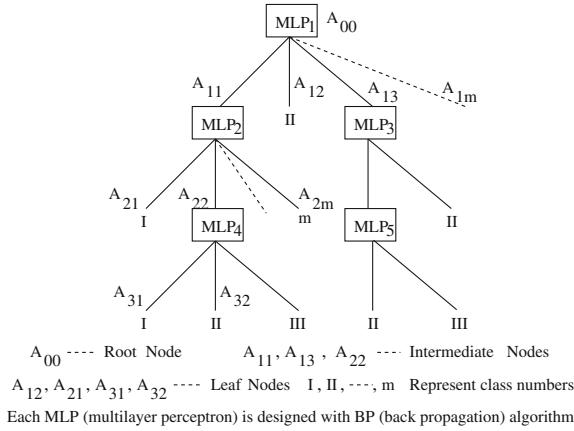 MLP1 A00
A11 A12 A13 A1m
MLP2 II MLP3
A21 A22 A2m
I m II
MLP4 MLP5
A31 A32
I II III II III
A00 ---- Root Node A11, A13 , A22 ---- Intermediate Nodes
A12, A21, A31, A32 ---- Leaf Nodes I, II, ----, m Represent class numbers
Each MLP (multilayer perceptron) is designed with BP (back propagation) algorithm